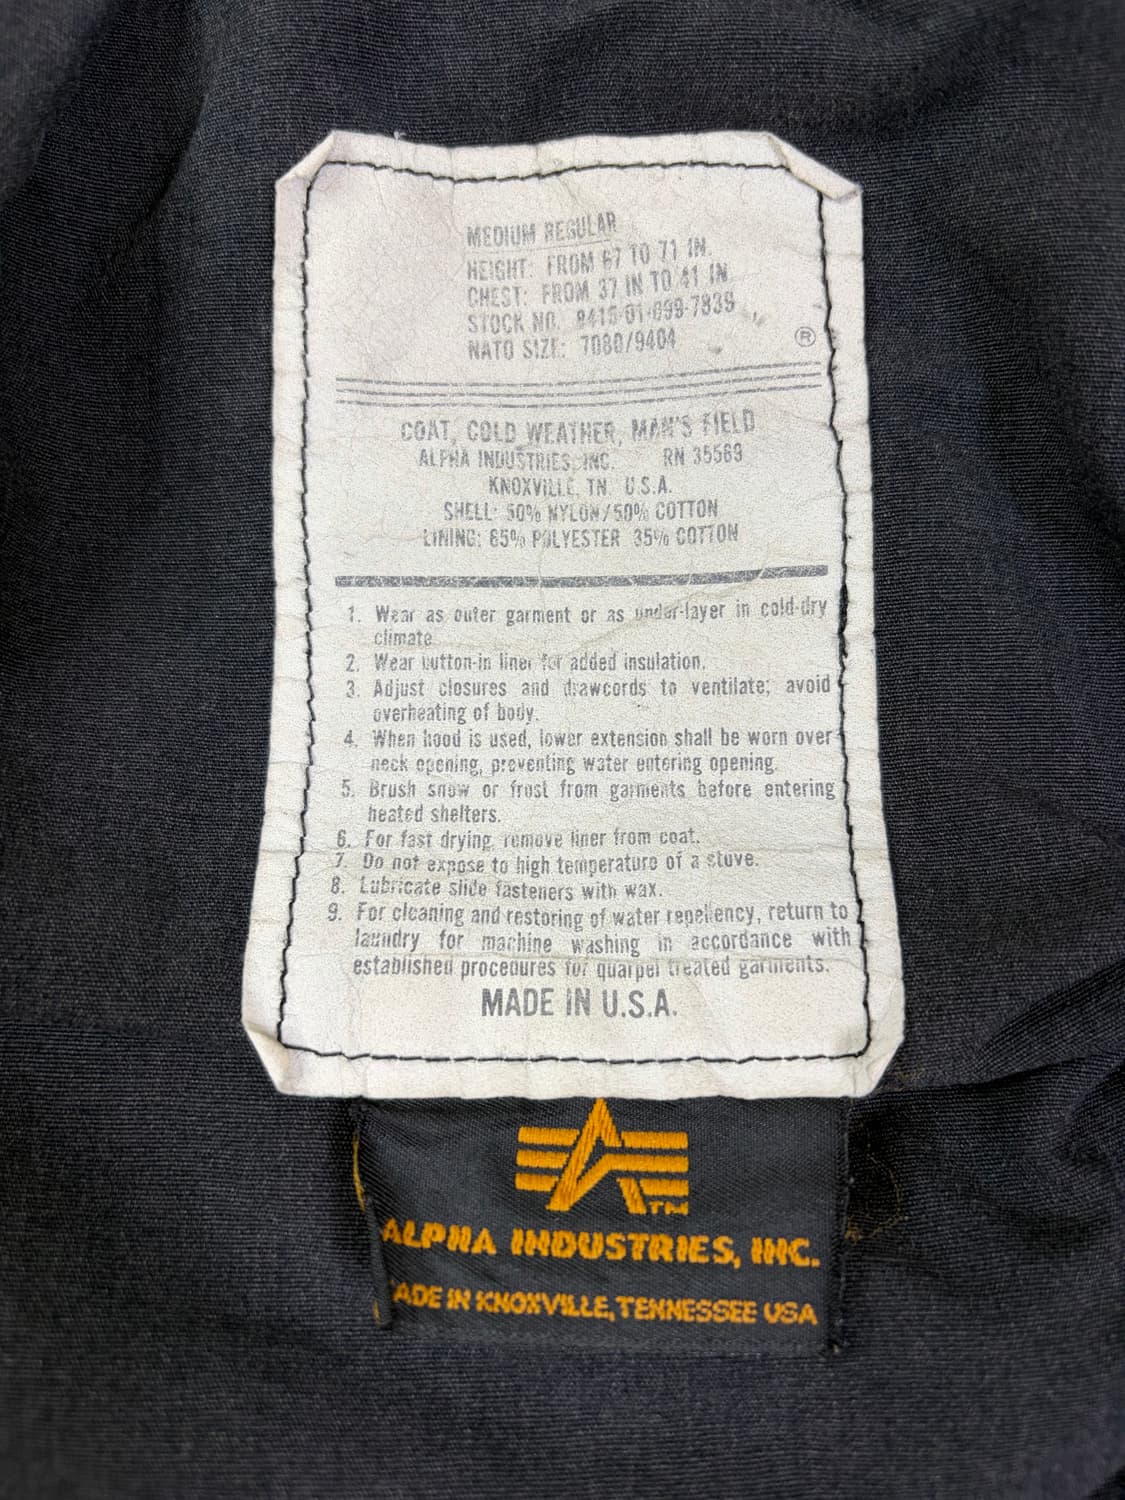 MEDIUM REGULAR
HEIGHT: FROM 67 TO 71 IN.
CHEST: FROM 37 IN TO 41 IN
STOCK NO. 8415-01-099-7839
NATO SIZE: 7080/9404
®
COAT, COLD WEATHER, MAN'S FIELD
ALPHA INDUSTRIES, INC. RN 35569
KNOXVILLE, TN U.S.A.
SHELL: 50% NYLON/50% COTTON
LINING: 65% POLYESTER 35% COTTON
1. Wear as outer garment or as under-layer in cold-dry
climate
2. Wear button-in liner for added insulation.
3. Adjust closures and drawcords to ventilate; avoid
overheating of body.
4. When hood is used, lower extension shall be worn over
neck opening, preventing water entering opening.
5. Brush snow or frost from garments before entering
heated shelters.
6. For fast drying, remove liner from coat.
7. Do not expose to high temperature of a stove.
8. Lubricate slide fasteners with wax.
9. For cleaning and restoring of water repellency, return to
laundry for machine washing in accordance with
established procedures for quarpel treated garments.
MADE IN U.S.A.
TM
ALPHA INDUSTRIES, INC.
ADE IN KNOXVILLE, TENNESSEE USA